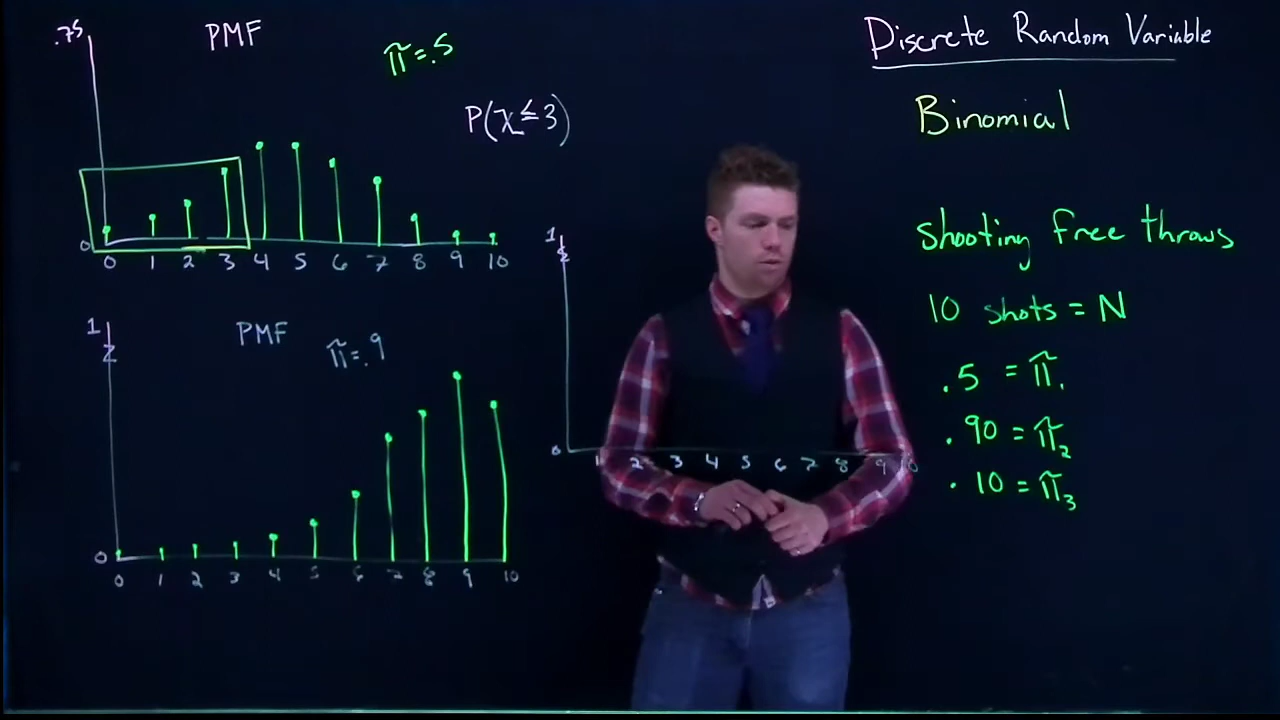 .75
PMF
π=.5
P(X≤3)
0
0 1 2 3 4 5 6 7 8 9 10
1
2
PMF
π=.9
0
0 1 2 3 4 5 6 7 8 9 10
1
2
0
1 2 3 4 5 6 7 8 9 10
Discrete Random Variable
Binomial
shooting free throws
10 shots = N
.5 = π₁
.90 = π₂
.10 = π₃